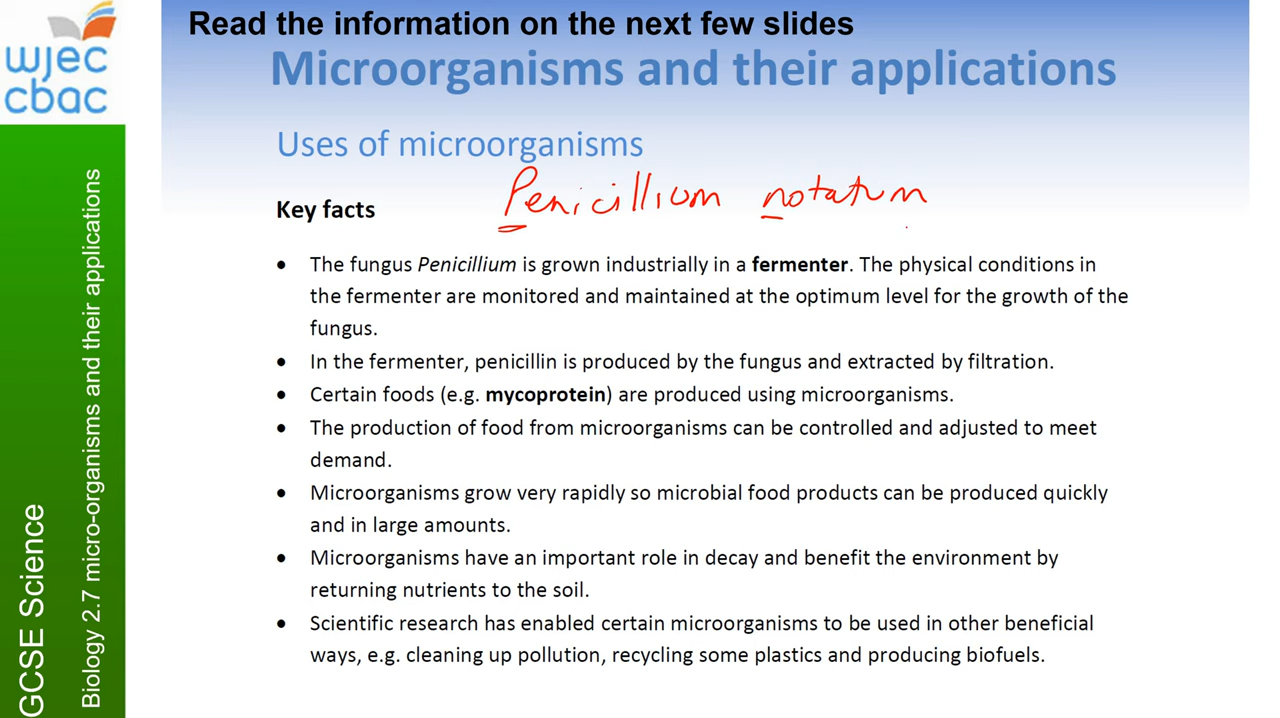 Read the information on the next few slides
wjec
cbac
Microorganisms and their applications
Uses of microorganisms
Penicillium notatum
Key facts
• The fungus Penicillium is grown industrially in a fermenter. The physical conditions in
the fermenter are monitored and maintained at the optimum level for the growth of the
fungus.
• In the fermenter, penicillin is produced by the fungus and extracted by filtration.
• Certain foods (e.g. mycoprotein) are produced using microorganisms.
• The production of food from microorganisms can be controlled and adjusted to meet
demand.
• Microorganisms grow very rapidly so microbial food products can be produced quickly
and in large amounts.
• Microorganisms have an important role in decay and benefit the environment by
returning nutrients to the soil.
• Scientific research has enabled certain microorganisms to be used in other beneficial
ways, e.g. cleaning up pollution, recycling some plastics and producing biofuels.
GCSE Science
Biology 2.7 micro-organisms and their applications